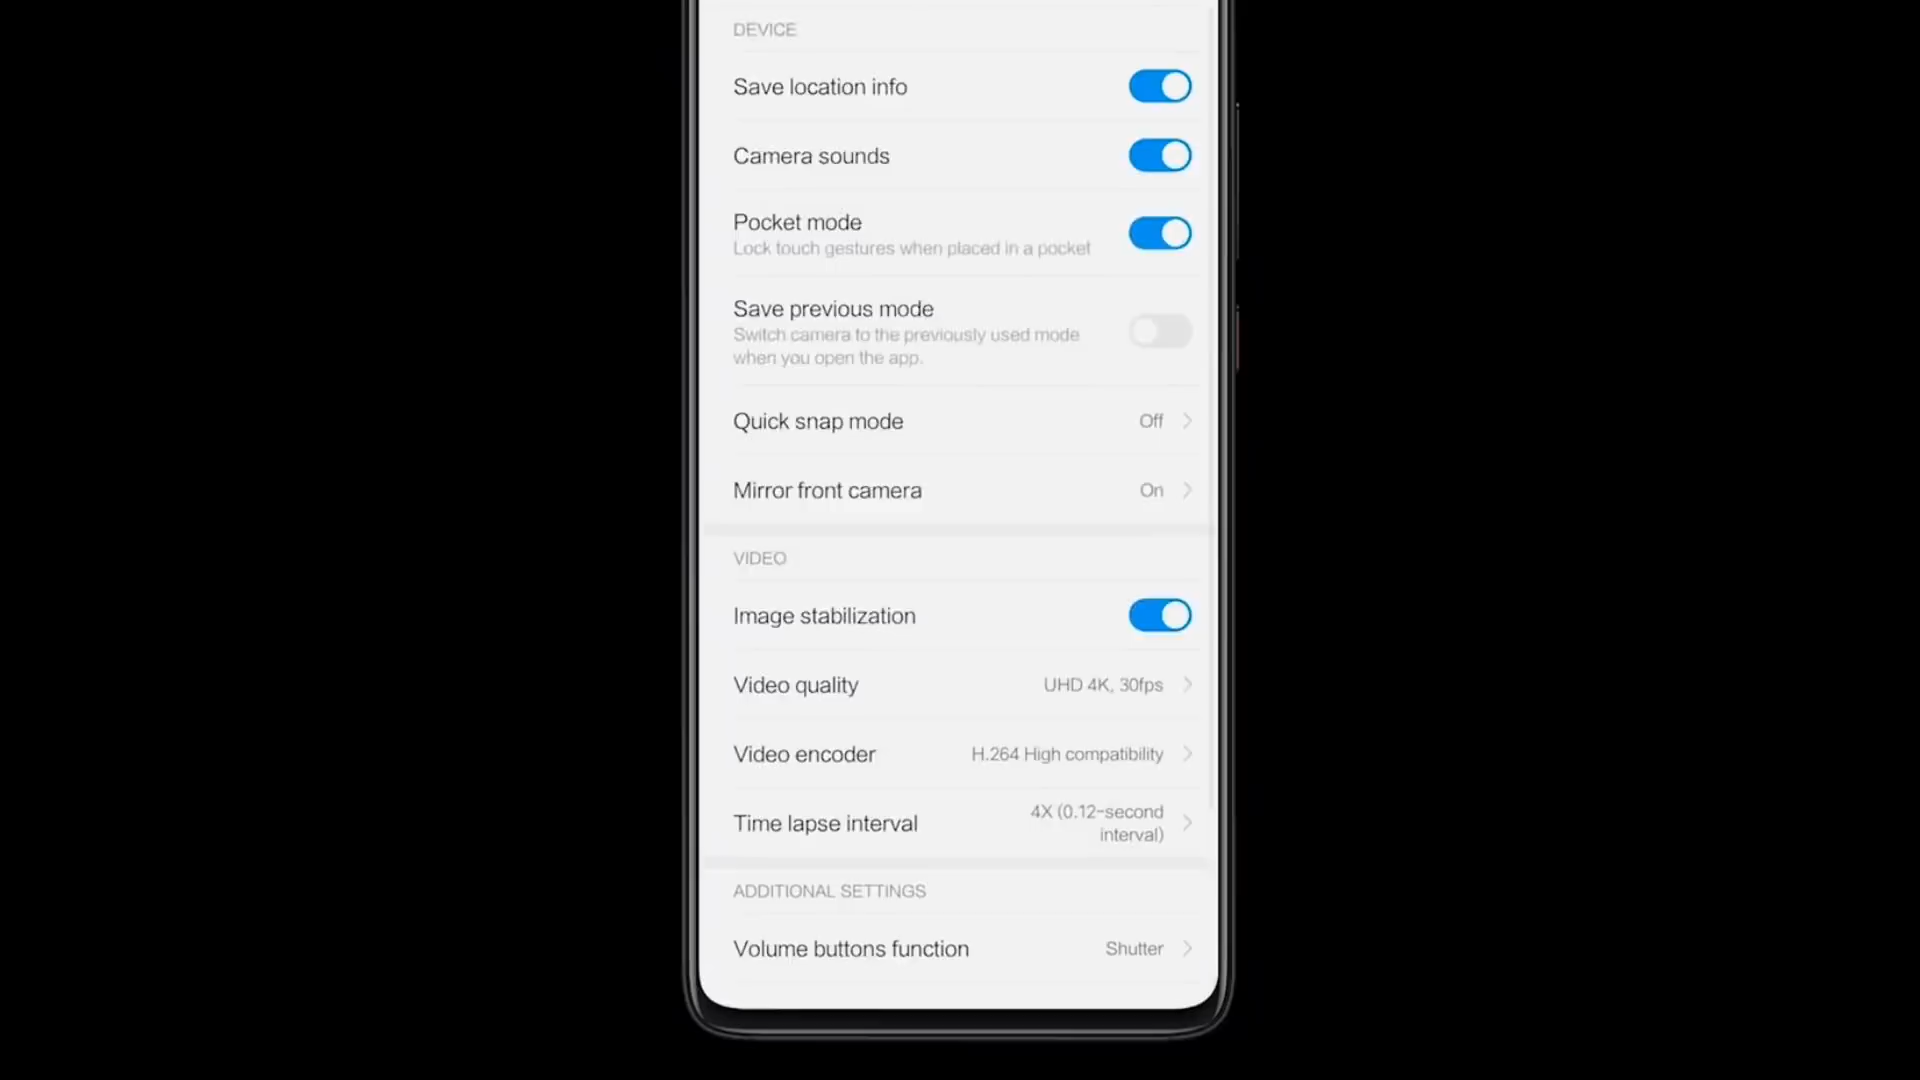 DEVICE
Save location info
Camera sounds
Pocket mode
Lock touch gestures when placed in a pocket
Save previous mode
Switch camera to the previously used mode
when you open the app.
Quick snap mode Off
Mirror front camera On
VIDEO
Image stabilization
Video quality UHD 4K, 30fps
Video encoder H.264 High compatibility
Time lapse interval 4X (0.12-second
interval)
ADDITIONAL SETTINGS
Volume buttons function Shutter